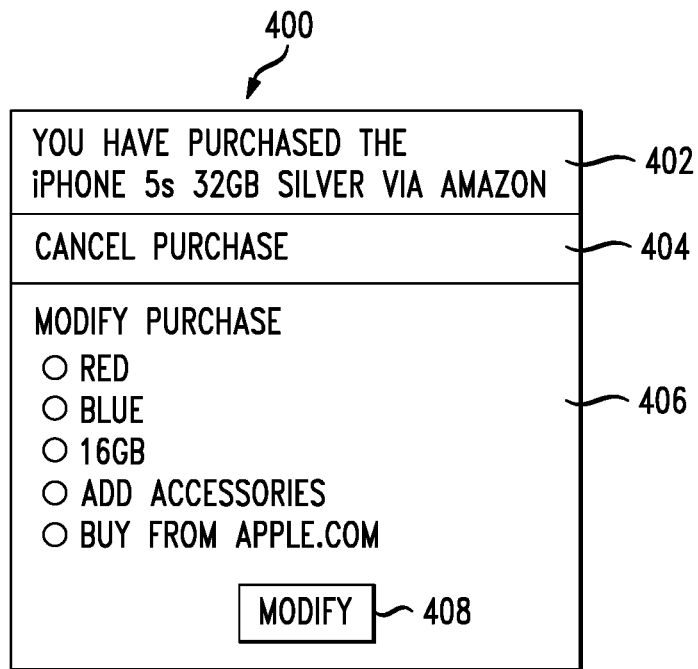 400
YOU HAVE PURCHASED THE
iPHONE 5s 32GB SILVER VIA AMAZON
402
CANCEL PURCHASE
404
MODIFY PURCHASE
RED
BLUE
406
16GB
ADD ACCESSORIES
BUY FROM APPLE.COM
MODIFY
408